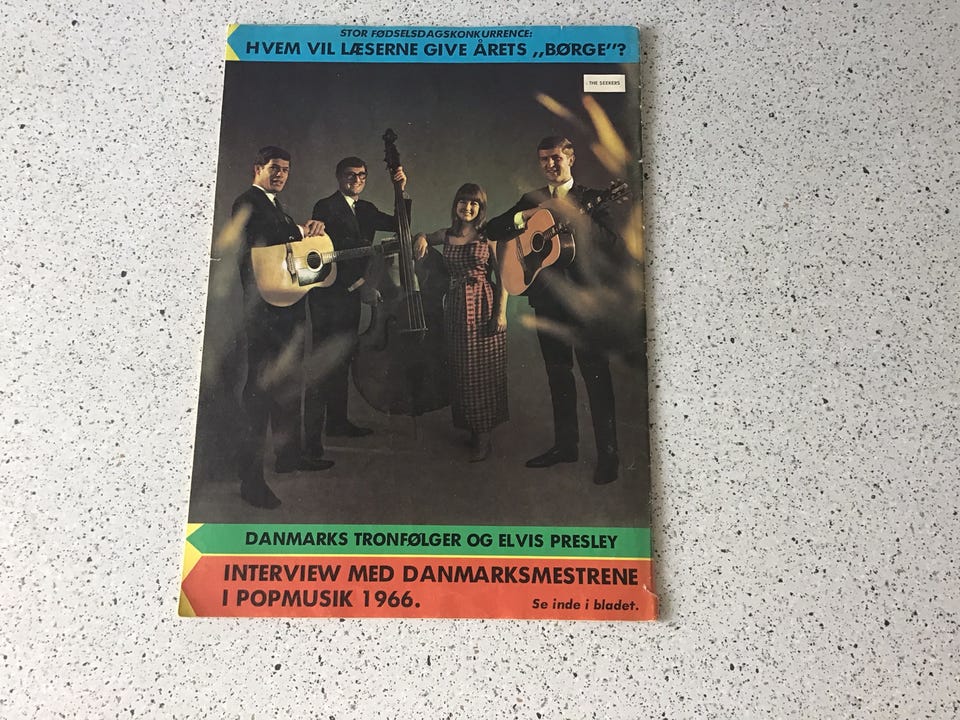 STOR FØDSELSDAGSKONKURRENCE:
HVEM VIL LÆSERNE GIVE ÅRETS ,,BØRGE"?
- THE SEEKERS
DANMARKS TRONFØLGER OG ELVIS PRESLEY
INTERVIEW MED DANMARKSMESTRENE
I POPMUSIK 1966.
Se inde i bladet.